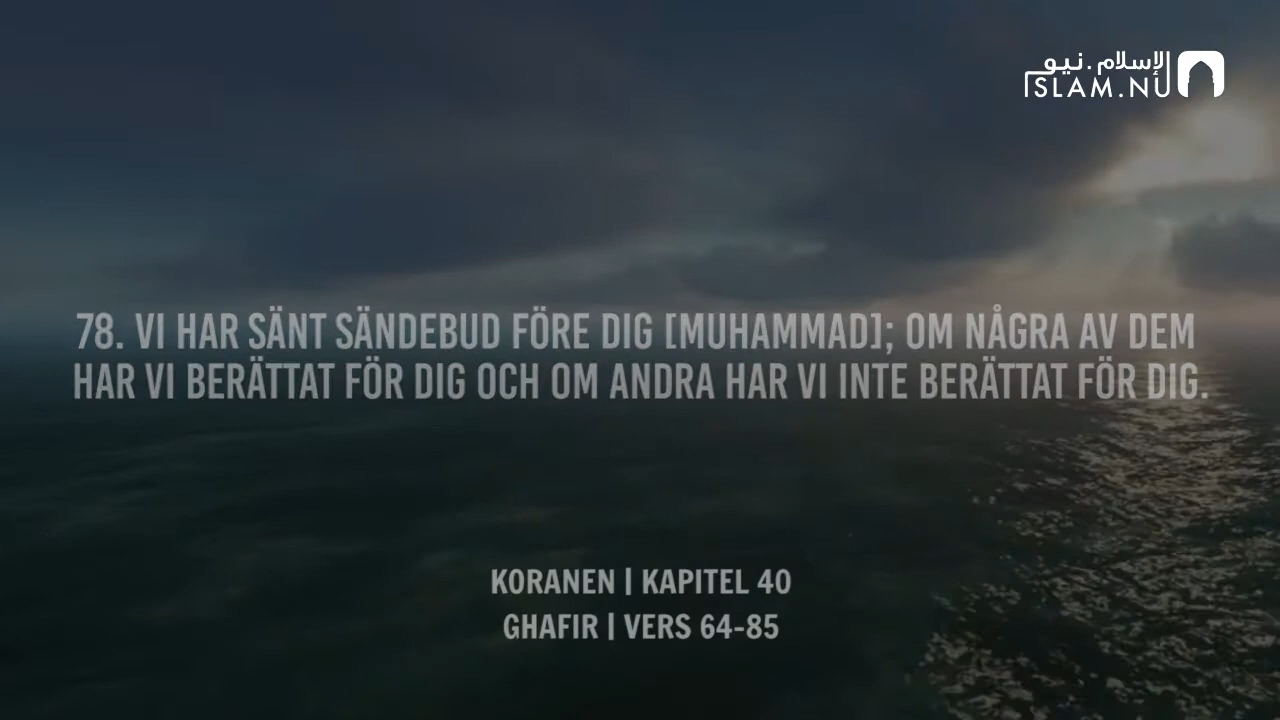 الإسلام.نيو
ISLAM.NU
78. VI HAR SÄNT SÄNDEBUD FÖRE DIG [MUHAMMAD]; OM NÅGRA AV DEM
HAR VI BERÄTTAT FÖR DIG OCH OM ANDRA HAR VI INTE BERÄTTAT FÖR DIG.
KORANEN | KAPITEL 40
GHAFIR | VERS 64-85